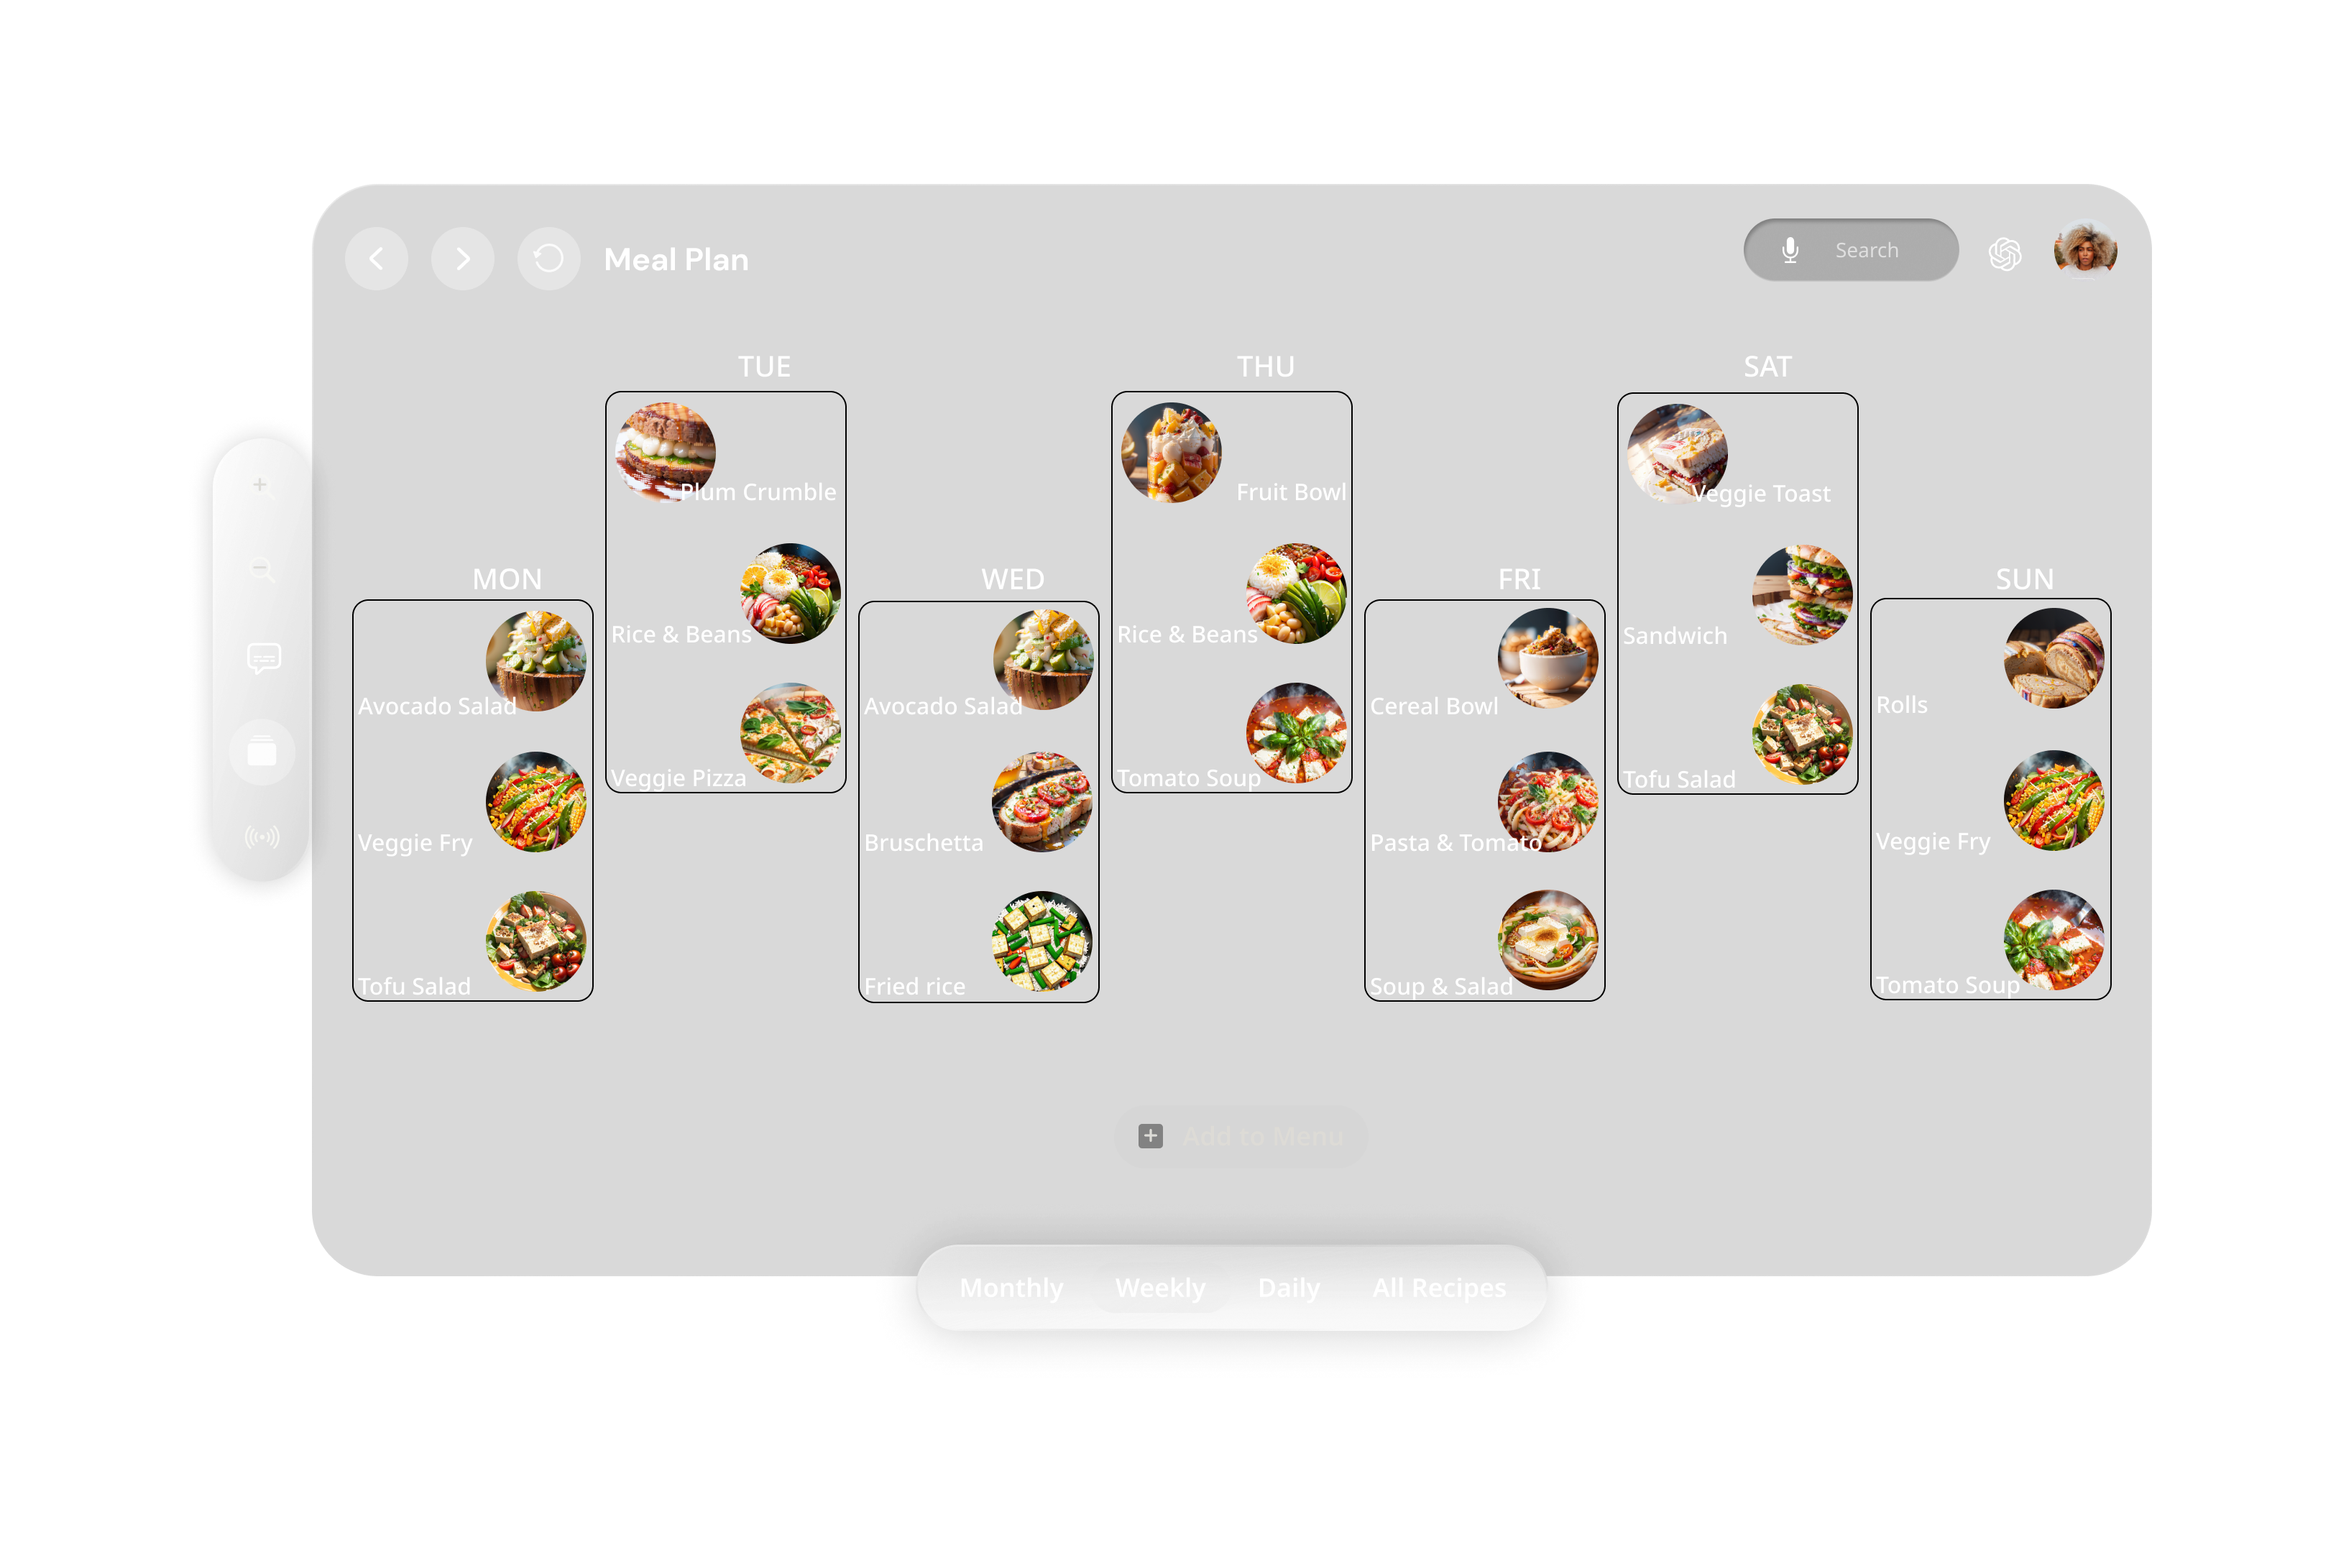 Meal Plan
Search
MON
Avocado Salad
Veggie Fry
Tofu Salad
TUE
Plum Crumble
Rice & Beans
Veggie Pizza
WED
Avocado Salad
Bruschetta
Fried rice
THU
Fruit Bowl
Rice & Beans
Tomato Soup
FRI
Cereal Bowl
Pasta & Tomato
Soup & Salad
SAT
Veggie Toast
Sandwich
Tofu Salad
SUN
Rolls
Veggie Fry
Tomato Soup
Add to Menu
Monthly Weekly Daily All Recipes